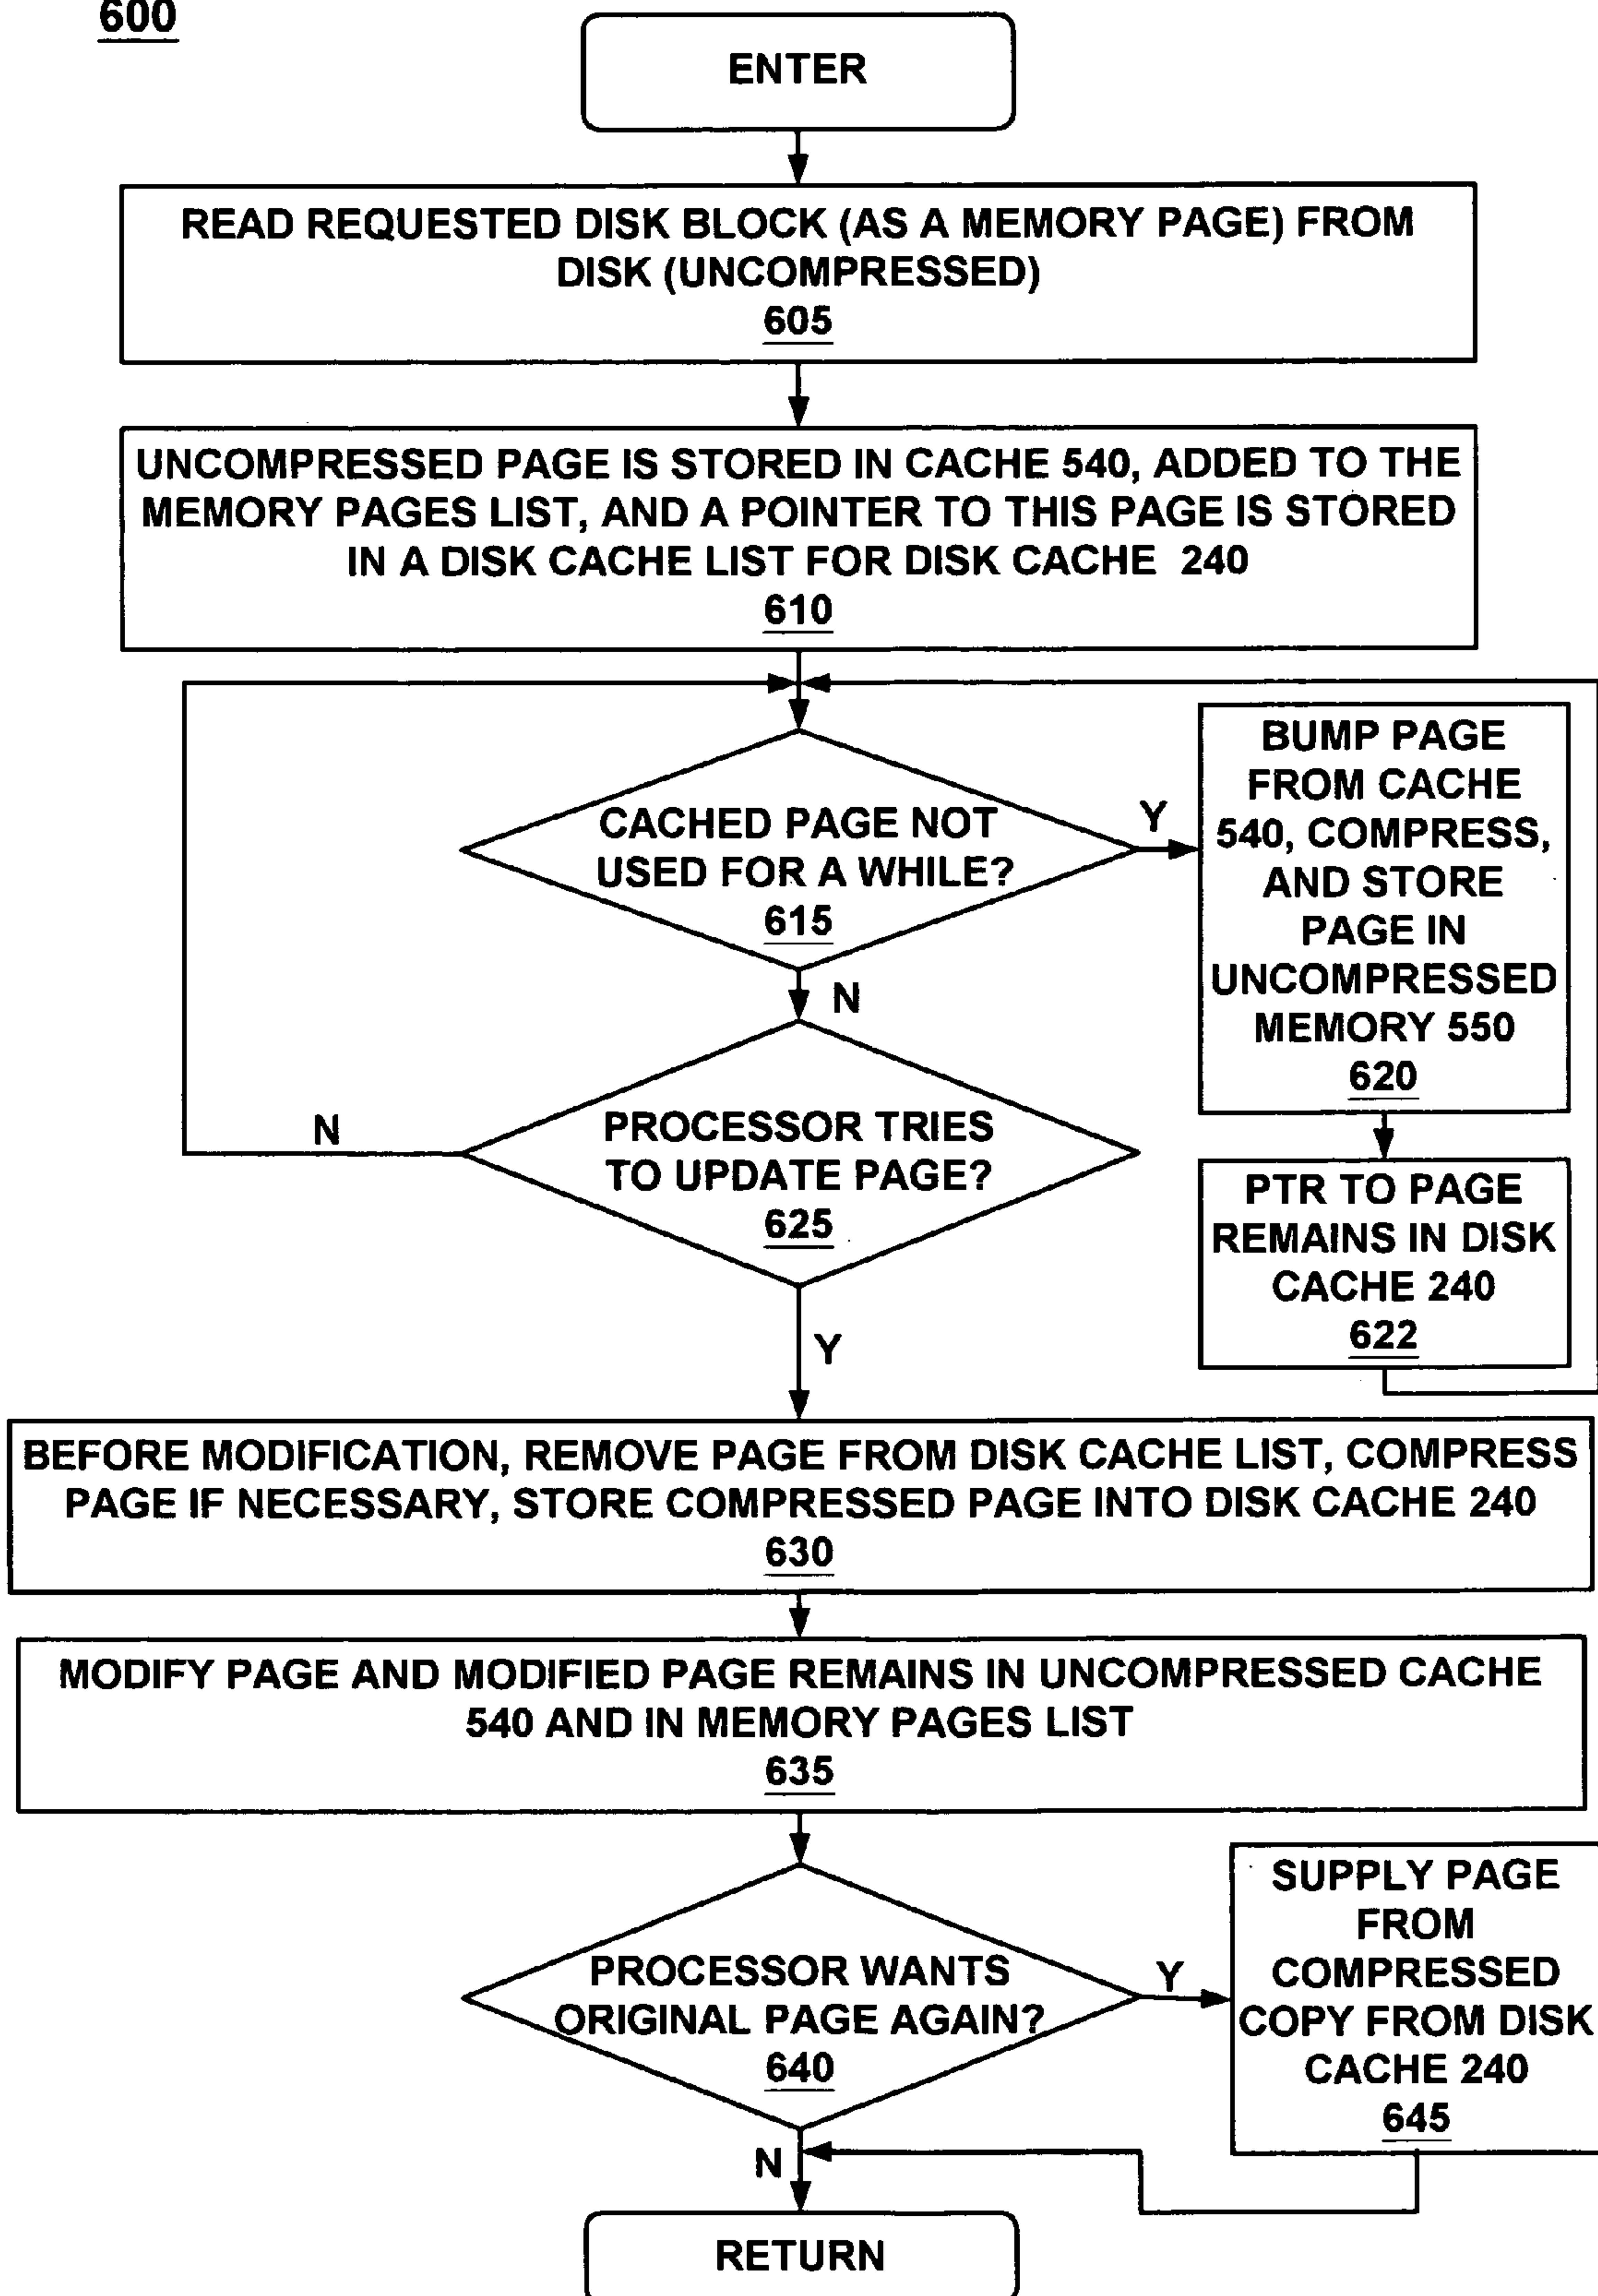 600
ENTER
READ REQUESTED DISK BLOCK (AS A MEMORY PAGE) FROM
DISK (UNCOMPRESSED)
605
UNCOMPRESSED PAGE IS STORED IN CACHE 540, ADDED TO THE
MEMORY PAGES LIST, AND A POINTER TO THIS PAGE IS STORED
IN A DISK CACHE LIST FOR DISK CACHE 240
610
CACHED PAGE NOT
USED FOR A WHILE?
615
Y
BUMP PAGE
FROM CACHE
540, COMPRESS,
AND STORE
PAGE IN
UNCOMPRESSED
MEMORY 550
620
N
PROCESSOR TRIES
TO UPDATE PAGE?
625
N
PTR TO PAGE
REMAINS IN DISK
CACHE 240
622
Y
BEFORE MODIFICATION, REMOVE PAGE FROM DISK CACHE LIST, COMPRESS
PAGE IF NECESSARY, STORE COMPRESSED PAGE INTO DISK CACHE 240
630
MODIFY PAGE AND MODIFIED PAGE REMAINS IN UNCOMPRESSED CACHE
540 AND IN MEMORY PAGES LIST
635
PROCESSOR WANTS
ORIGINAL PAGE AGAIN?
640
Y
SUPPLY PAGE
FROM
COMPRESSED
COPY FROM DISK
CACHE 240
645
N
RETURN